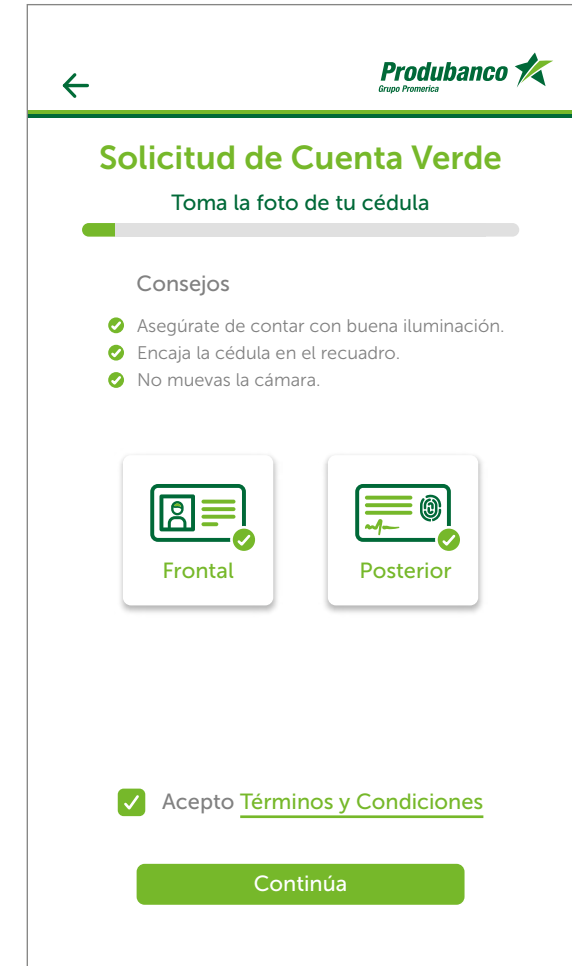 Produbanco
Grupo Promerica
Solicitud de Cuenta Verde
Toma la foto de tu cédula
Consejos
Asegúrate de contar con buena iluminación.
Encaja la cédula en el recuadro.
No muevas la cámara.
Frontal
Posterior
Acepto Términos y Condiciones
Continúa